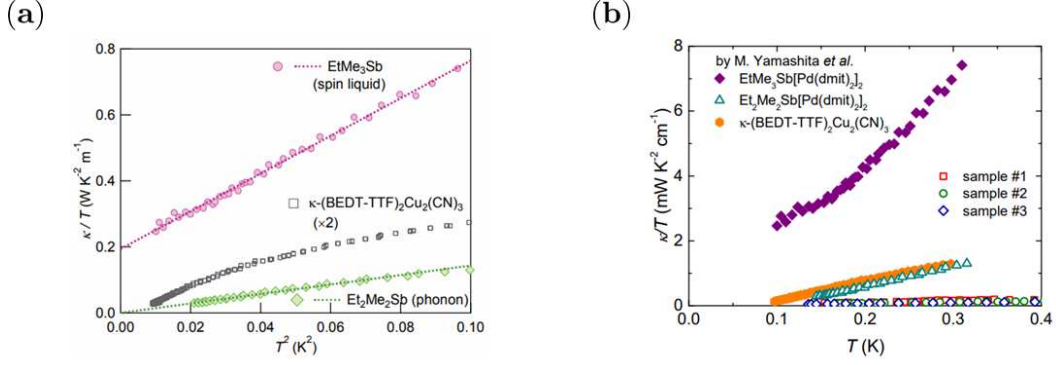 (a)
0.8
0.6
0.4
0.2
0.0
κ / T (W K⁻² m⁻¹)
EtMe₃Sb
(spin liquid)
κ-(BEDT-TTF)₂Cu₂(CN)₃
(×2)
Et₂Me₂Sb (phonon)
0.00 0.02 0.04 0.06 0.08 0.10
T² (K²)
(b)
8
6
4
2
0
κ/T (mW K⁻² cm⁻¹)
by M. Yamashita et al.
EtMe₃Sb[Pd(dmit)₂]₂
Et₂Me₂Sb[Pd(dmit)₂]₂
κ-(BEDT-TTF)₂Cu₂(CN)₃
sample #1
sample #2
sample #3
0.0 0.1 0.2 0.3 0.4
T (K)